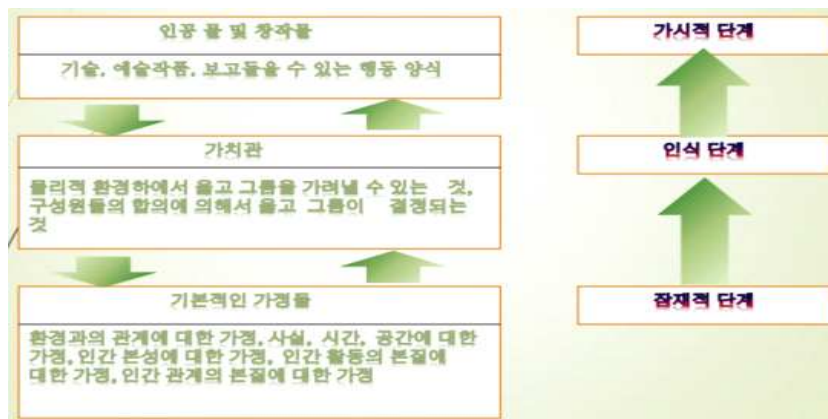 인공 물 및 창작물
가시적 단계
기술, 예술작품, 보고들을 수 있는 행동 양식
가치관
인식 단계
물리적 환경하에서 옳고 그름을 가려낼 수 있는 것,
구성원들의 합의에 의해서 옳고 그름이 결정되는
것
기본적인 가정들
잠재적 단계
환경과의 관계에 대한 가정, 사실, 시간, 공간에 대한
가정, 인간 본성에 대한 가정, 인간 활동의 본질에
대한 가정, 인간 관계의 본질에 대한 가정